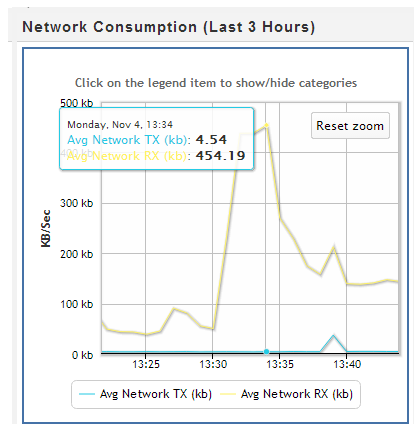 Network Consumption (Last 3 Hours)
Click on the legend item to show/hide categories
500 kb
Monday, Nov 4, 13:34
Avg Network TX (kb): 4.54
Avg Network RX (kb): 454.19
Reset zoom
400 kb
300 kb
200 kb
100 kb
0 kb
KB/Sec
13:25 13:30 13:35 13:40
Avg Network TX (kb) Avg Network RX (kb)